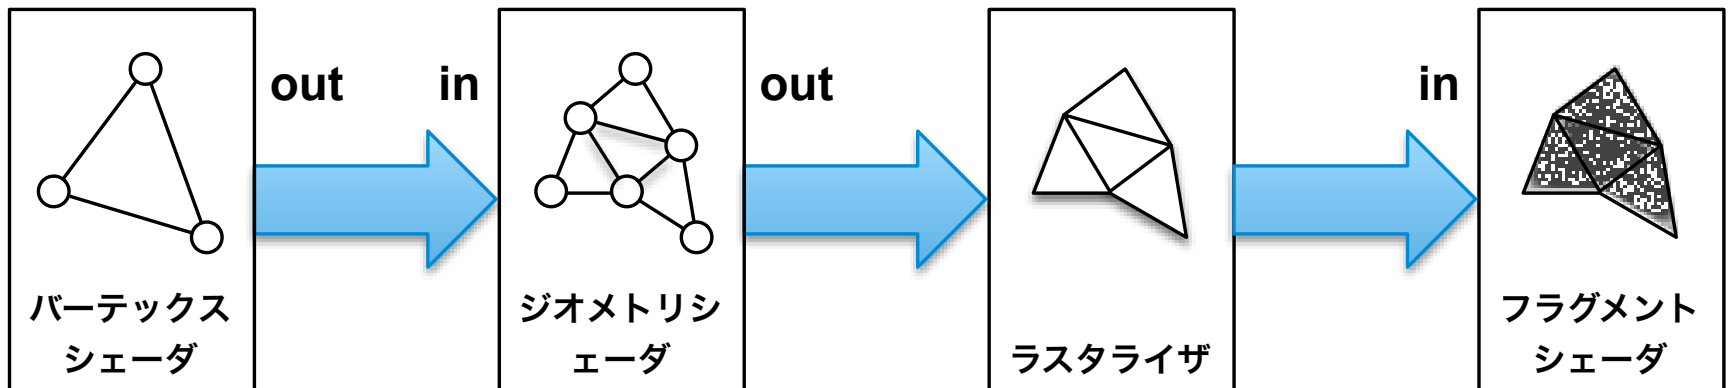 out
in
out
in
バーテックス
シェーダ
ジオメトリシ
ェーダ
ラスタライザ
フラグメント
シェーダ